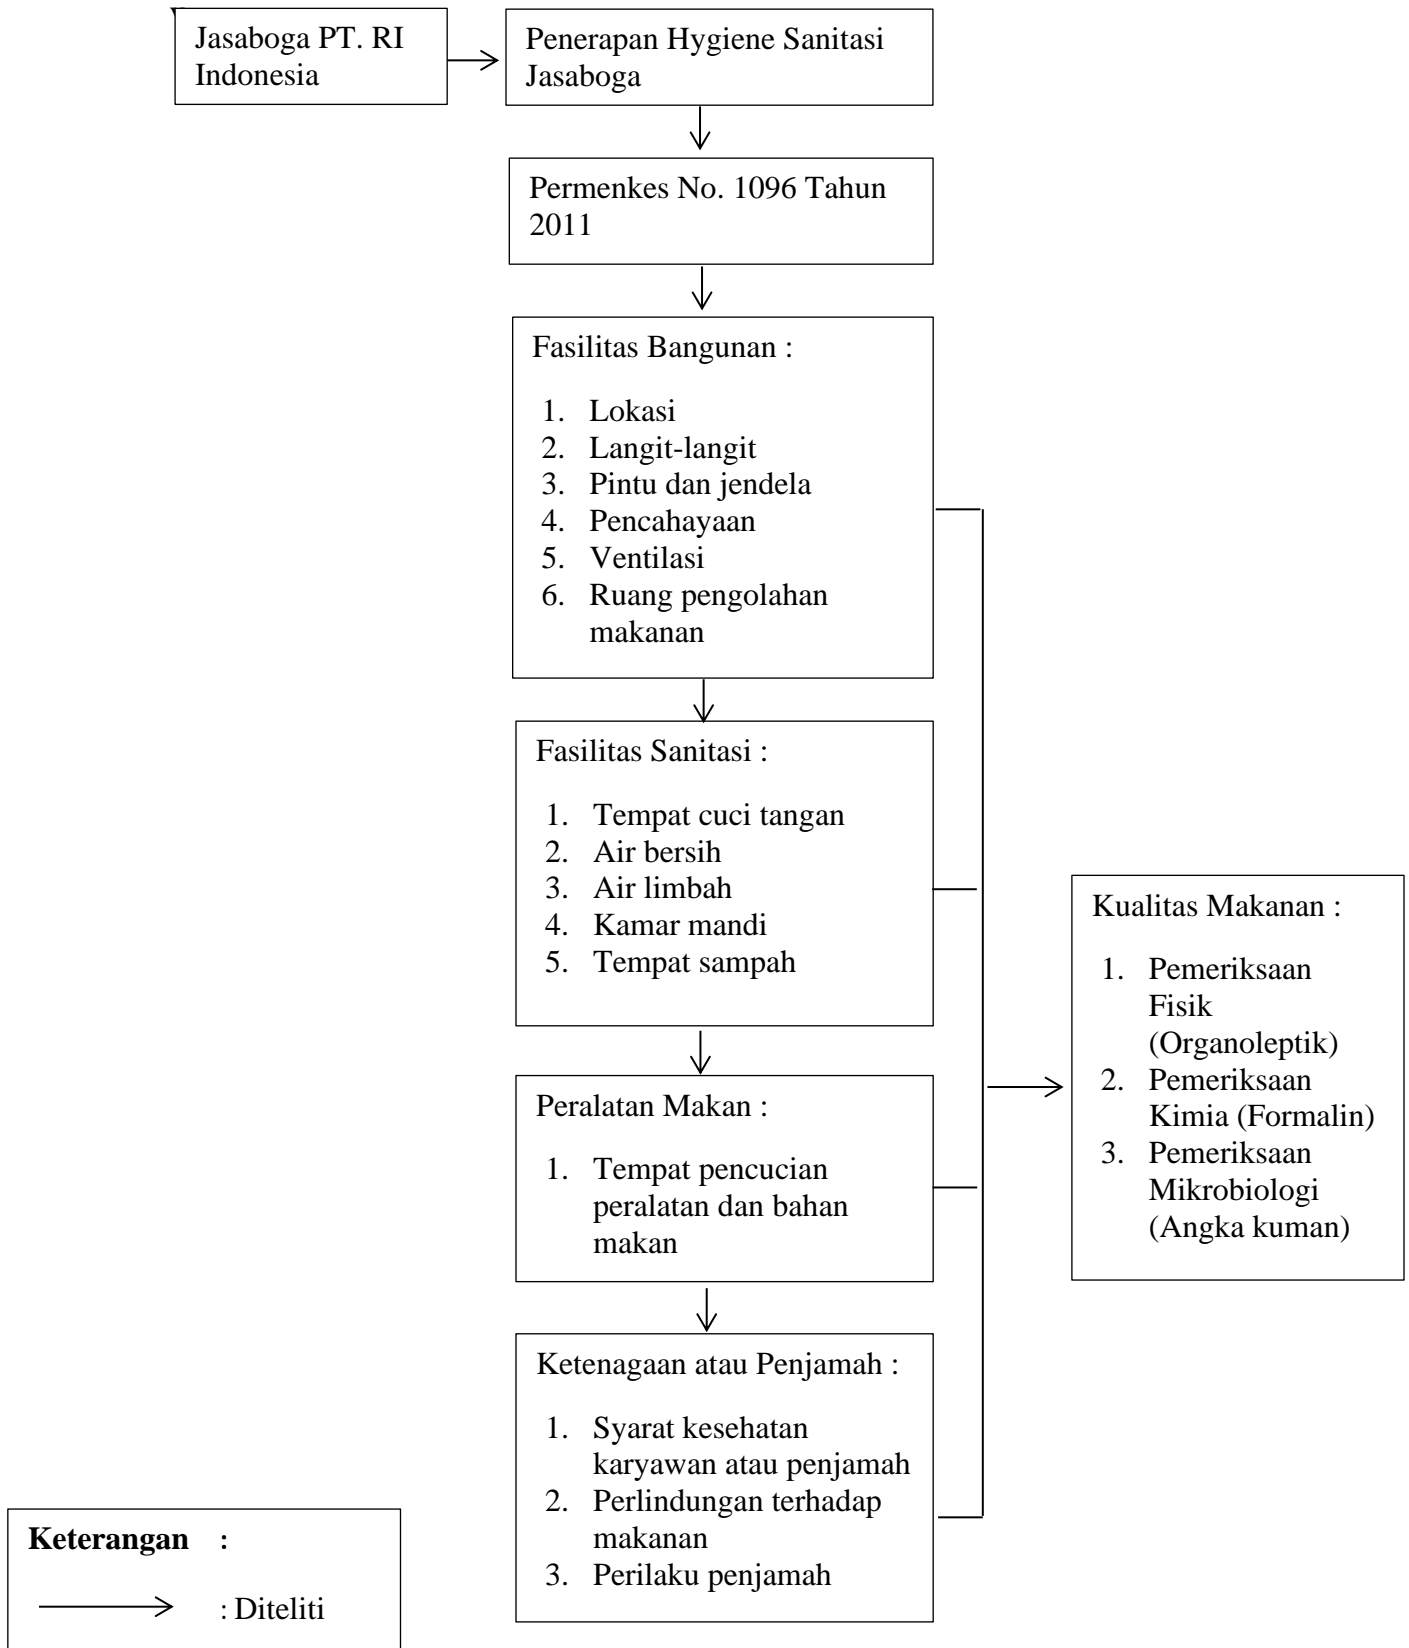 Jasaboga PT. RI
Indonesia
Penerapan Hygiene Sanitasi
Jasaboga
Permenkes No. 1096 Tahun
2011
Fasilitas Bangunan :
1. Lokasi
2. Langit-langit
3. Pintu dan jendela
4. Pencahayaan
5. Ventilasi
6. Ruang pengolahan
makanan
Fasilitas Sanitasi :
1. Tempat cuci tangan
2. Air bersih
3. Air limbah
4. Kamar mandi
5. Tempat sampah
Peralatan Makan :
1. Tempat pencucian
peralatan dan bahan
makan
Ketenagaan atau Penjamah :
1. Syarat kesehatan
karyawan atau penjamah
2. Perlindungan terhadap
makanan
3. Perilaku penjamah
Kualitas Makanan :
1. Pemeriksaan
Fisik
(Organoleptik)
2. Pemeriksaan
Kimia (Formalin)
3. Pemeriksaan
Mikrobiologi
(Angka kuman)
Keterangan :
: Diteliti